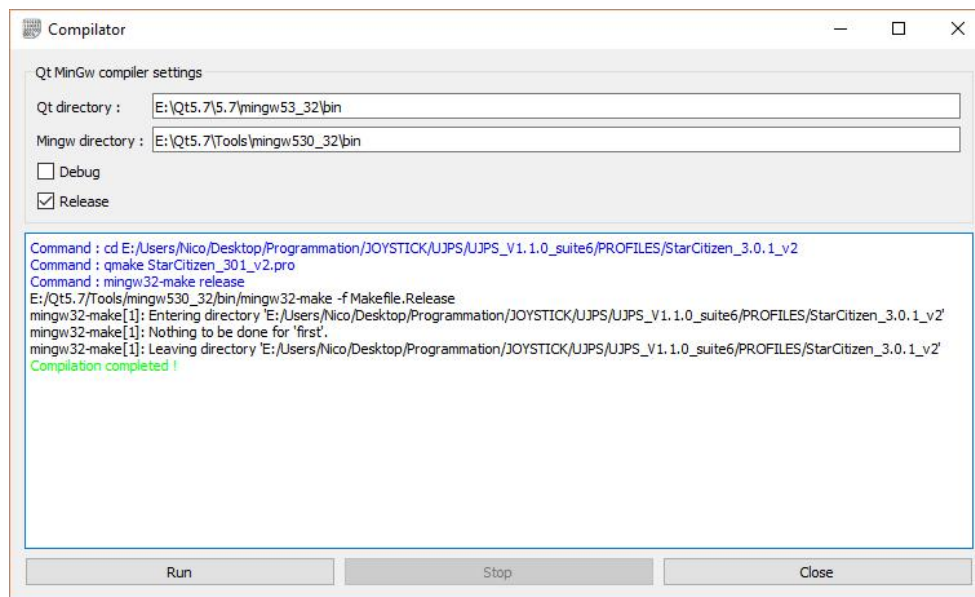 Compilator
Qt MinGw compiler settings
Qt directory : E:\Qt5.7\5.7\mingw53_32\bin
Mingw directory : E:\Qt5.7\Tools\mingw530_32\bin
Debug
Release
Command : cd E:/Users/Nico/Desktop/Programmation/JOYSTICK/UJPS/UJPS_V1.1.0_suite6/PROFILES/StarCitizen_3.0.1_v2
Command : qmake StarCitizen_301_v2.pro
Command : mingw32-make release
E:/Qt5.7/Tools/mingw530_32/bin/mingw32-make -f Makefile.Release
mingw32-make[1]: Entering directory 'E:/Users/Nico/Desktop/Programmation/JOYSTICK/UJPS/UJPS_V1.1.0_suite6/PROFILES/StarCitizen_3.0.1_v2'
mingw32-make[1]: Nothing to be done for 'first'.
mingw32-make[1]: Leaving directory 'E:/Users/Nico/Desktop/Programmation/JOYSTICK/UJPS/UJPS_V1.1.0_suite6/PROFILES/StarCitizen_3.0.1_v2'
Compilation completed !
Run Stop Close